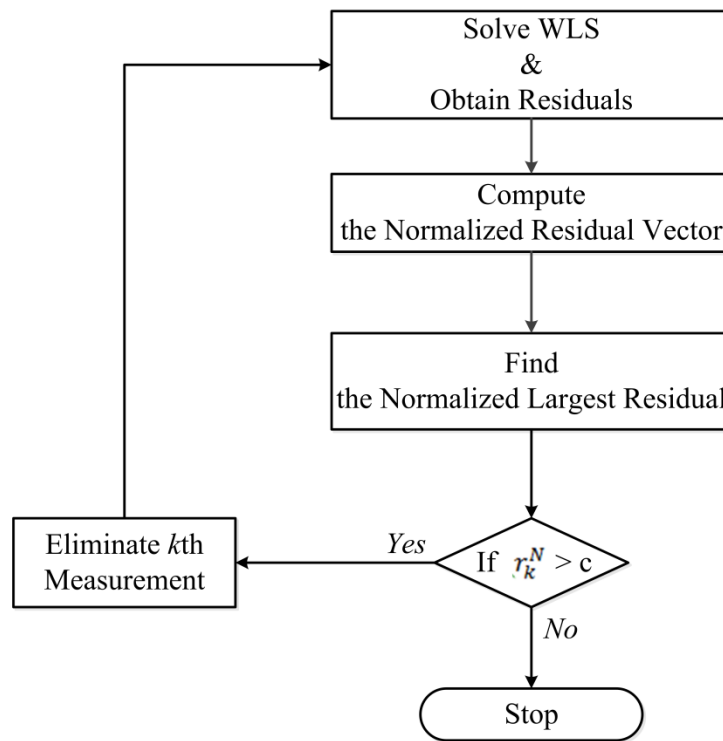 Solve WLS
&
Obtain Residuals
Compute
the Normalized Residual Vector
Find
the Normalized Largest Residual
Eliminate kth
Measurement
Yes
If r_k^N > c
No
Stop